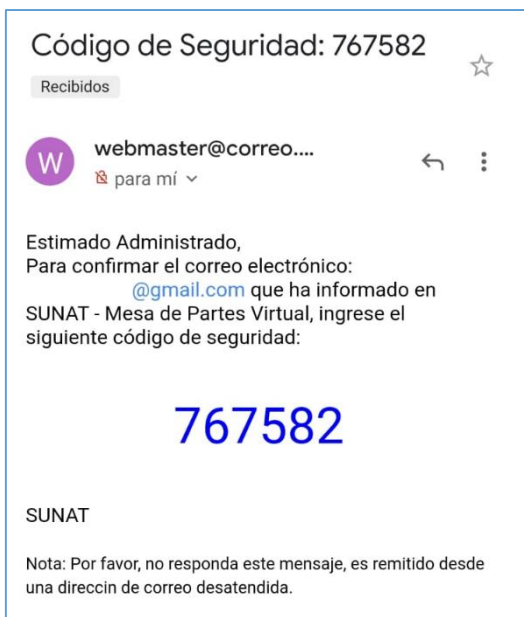 Código de Seguridad: 767582
Recibidos
W
webmaster@correo....
para mí
Estimado Administrado,
Para confirmar el correo electrónico:
@gmail.com que ha informado en
SUNAT - Mesa de Partes Virtual, ingrese el
siguiente código de seguridad:
767582
SUNAT
Nota: Por favor, no responda este mensaje, es remitido desde
una direccin de correo desatendida.